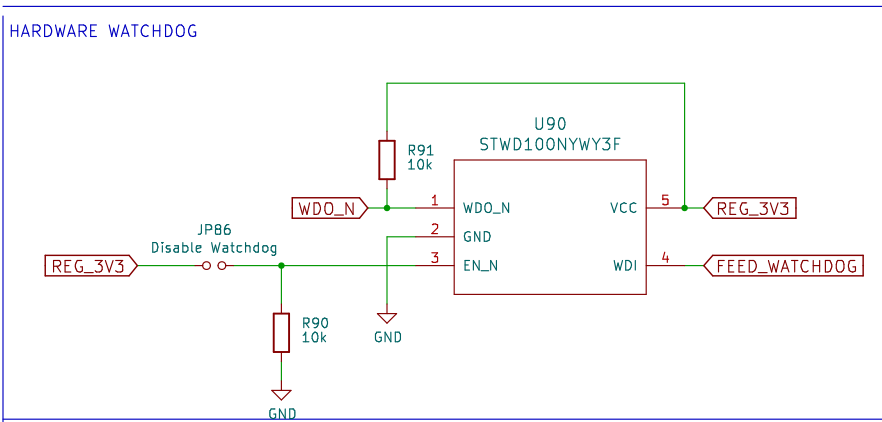 HARDWARE WATCHDOG
U90
STWD100NYWY3F
R91
10k
WDO_N
1
WDO_N
VCC
5
REG_3V3
2
GND
JP86
Disable Watchdog
REG_3V3
3
EN_N
WDI
4
FEED_WATCHDOG
R90
10k
GND
GND